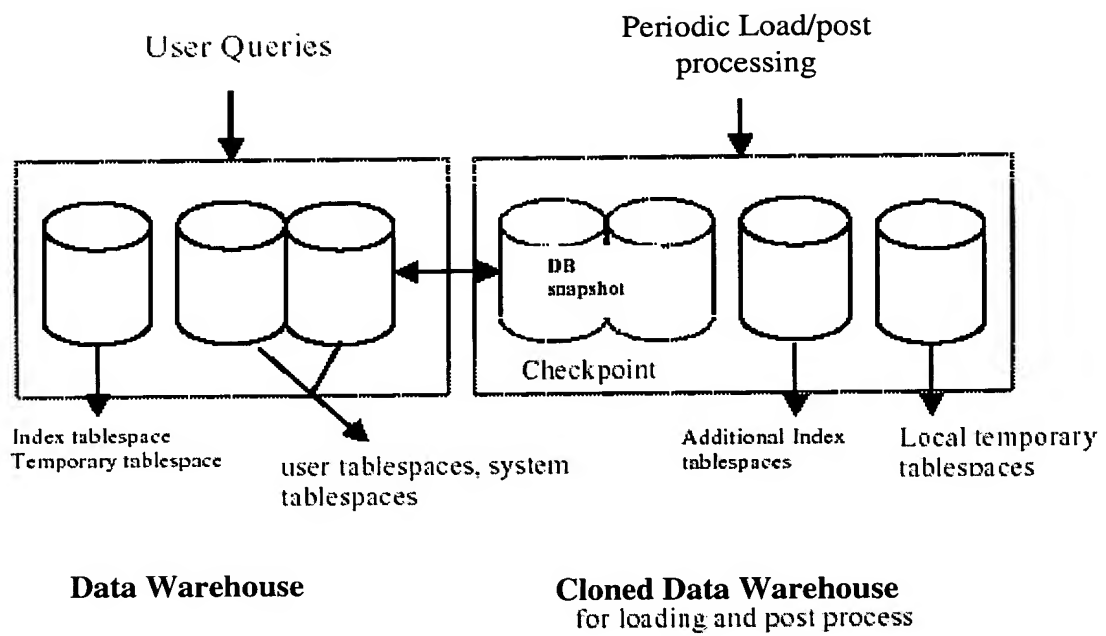 User Queries
Periodic Load/post
processing
DB
snapshot
Checkpoint
Index tablespace
Temporary tablespace
user tablespaces, system
tablespaces
Additional Index
tablespaces
Local temporary
tablespaces
Data Warehouse
Cloned Data Warehouse
for loading and post process